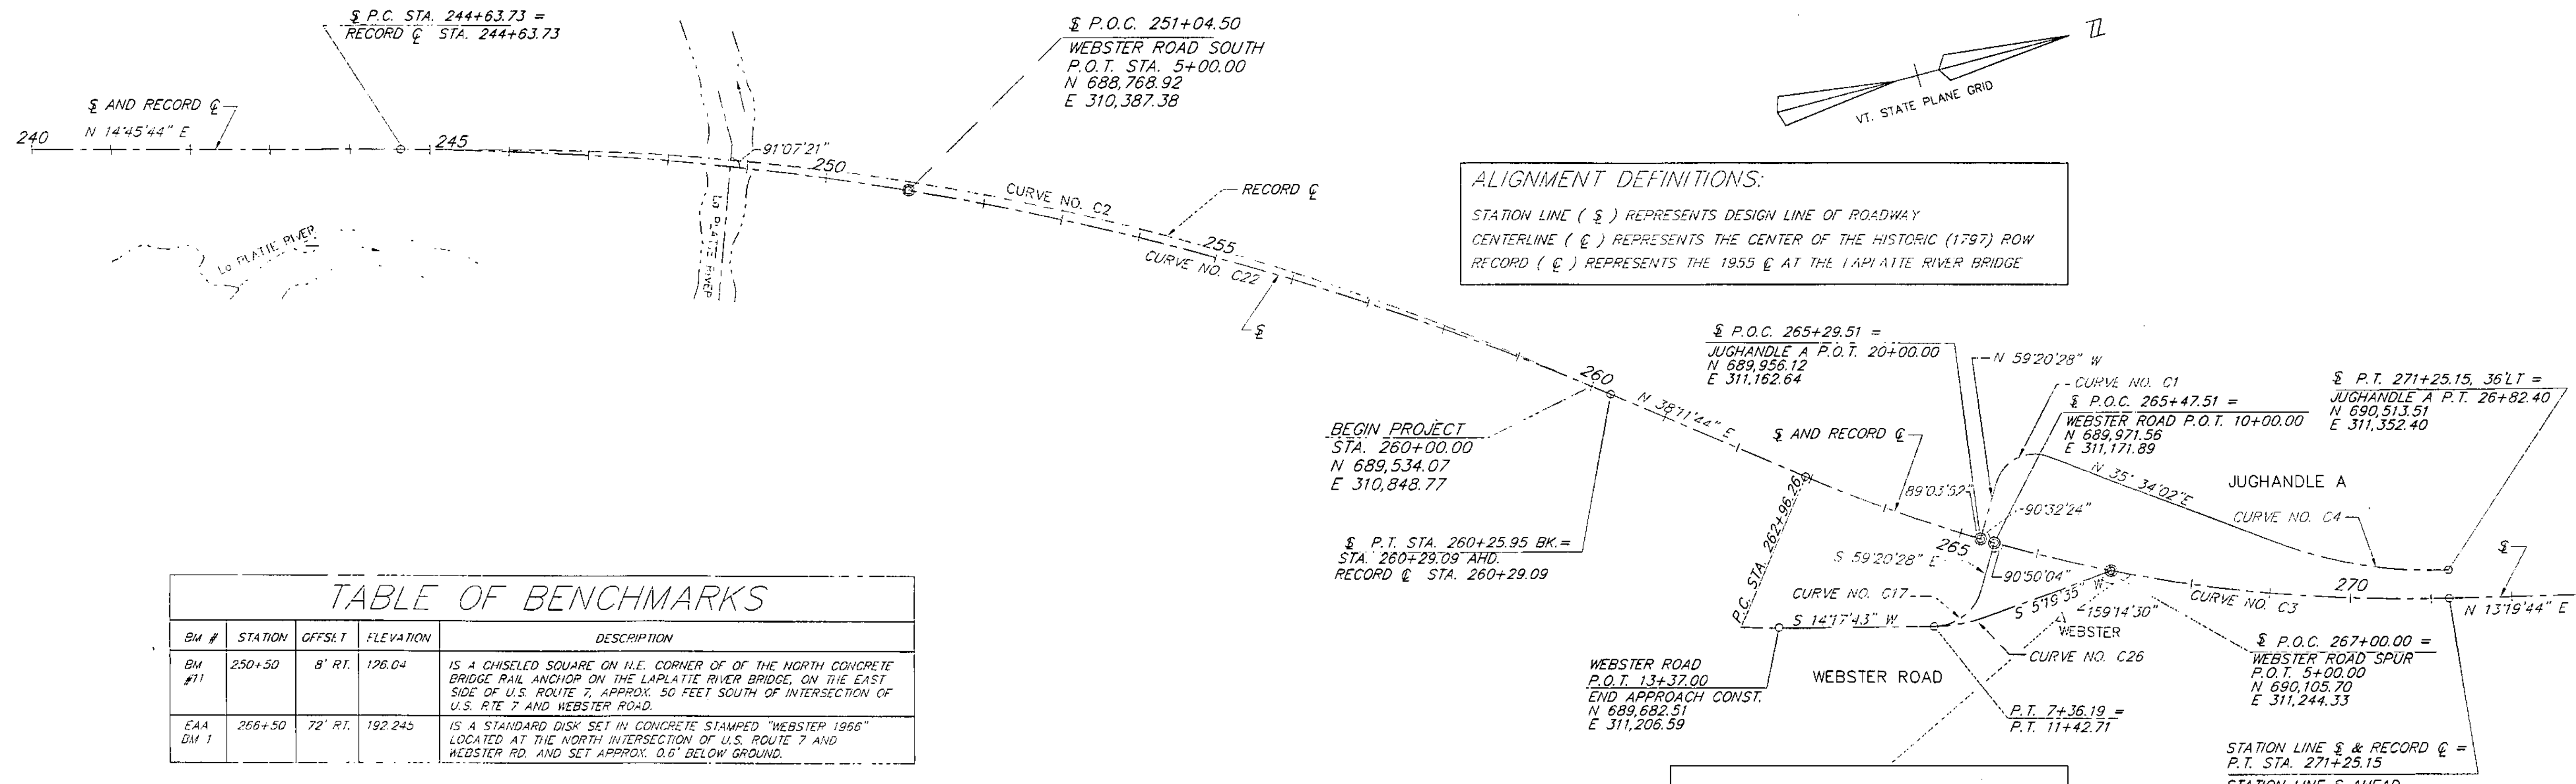 ⅊ P.C. STA. 244+63.73 =
RECORD ℄ STA. 244+63.73
⅊ P.O.C. 251+04.50
WEBSTER ROAD SOUTH
P.O.T. STA. 5+00.00
N 688,768.92
E 310,387.38
VT. STATE PLANE GRID
⅊ AND RECORD ℄
N 14°45'44" E
240
245
91°07'21"
250
CURVE NO. C2
RECORD ℄
255
CURVE NO. C22
⅊
La PLATTE RIVER
La PLATTE RIVER
ALIGNMENT DEFINITIONS:
STATION LINE ( ⅊ ) REPRESENTS DESIGN LINE OF ROADWAY
CENTERLINE ( ℄ ) REPRESENTS THE CENTER OF THE HISTORIC (1797) ROW
RECORD ( ℄ ) REPRESENTS THE 1955 ℄ AT THE LAPLATTE RIVER BRIDGE
260
BEGIN PROJECT
STA. 260+00.00
N 689,534.07
E 310,848.77
⅊ P.T. STA. 260+25.95 BK.=
STA. 260+29.09 AHD.
RECORD ℄ STA. 260+29.09
N 38°11'44" E
⅊ AND RECORD ℄
⅊ P.O.C. 265+29.51 =
JUGHANDLE A P.O.T. 20+00.00
N 689,956.12
E 311,162.64
N 59°20'28" W
CURVE NO. C1
⅊ P.O.C. 265+47.51 =
WEBSTER ROAD P.O.T. 10+00.00
N 689,971.56
E 311,171.89
⅊ P.T. 271+25.15, 36'LT =
JUGHANDLE A P.T. 26+82.40
N 690,513.51
E 311,352.40
N 35° 34'02"E
JUGHANDLE A
CURVE NO. C4
89°03'52"
90°32'24"
P.C. STA. 262+96.26
265
S 59°20'28" E
90°50'04"
CURVE NO. C17
S 5°19'35" W
159°14'30"
CURVE NO. C3
270
⅊
N 13°19'44" E
S 14°17'43" W
WEBSTER
CURVE NO. C26
WEBSTER ROAD
P.O.T. 13+37.00
END APPROACH CONST.
N 689,682.51
E 311,206.59
WEBSTER ROAD
P.T. 7+36.19 =
P.T. 11+42.71
⅊ P.O.C. 267+00.00 =
WEBSTER ROAD SPUR
P.O.T. 5+00.00
N 690,105.70
E 311,244.33
STATION LINE ⅊ & RECORD ℄ =
P.T. STA. 271+25.15
TABLE OF BENCHMARKS
BM # STATION OFFSET ELEVATION DESCRIPTION
BM #11 250+50 8' RT. 126.04 IS A CHISELED SQUARE ON N.E. CORNER OF OF THE NORTH CONCRETE
BRIDGE RAIL ANCHOR ON THE LAPLATTE RIVER BRIDGE, ON THE EAST
SIDE OF U.S. ROUTE 7, APPROX. 50 FEET SOUTH OF INTERSECTION OF
U.S. RTE 7 AND WEBSTER ROAD.
EAA BM 1 266+50 72' RT. 192.245 IS A STANDARD DISK SET IN CONCRETE STAMPED "WEBSTER 1966"
LOCATED AT THE NORTH INTERSECTION OF U.S. ROUTE 7 AND
WEBSTER RD. AND SET APPROX. 0.6' BELOW GROUND.